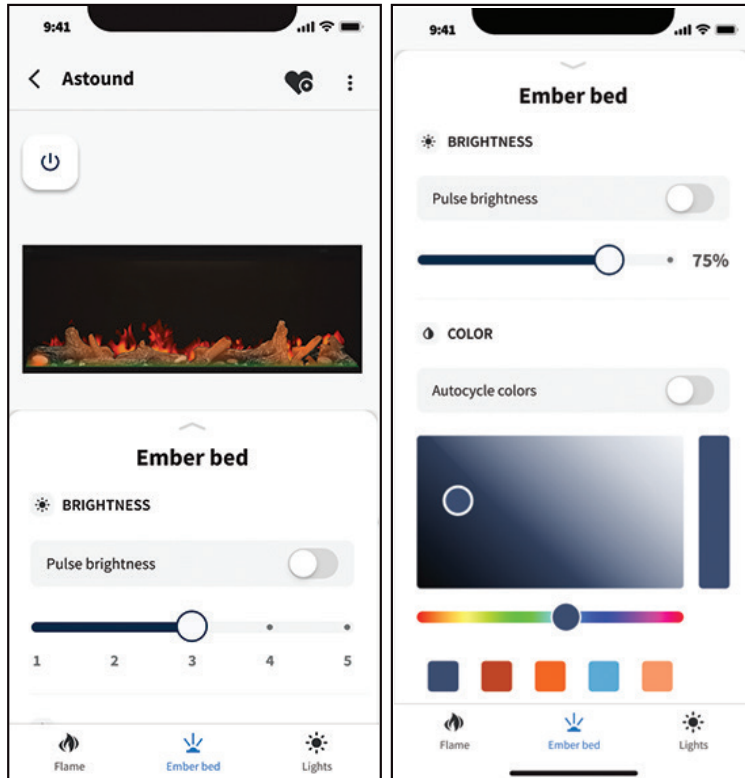 9:41
Astound
Ember bed
BRIGHTNESS
Pulse brightness
1 2 3 4 5
Flame Ember bed Lights
9:41
Ember bed
BRIGHTNESS
Pulse brightness
75%
COLOR
Autocycle colors
Flame Ember bed Lights